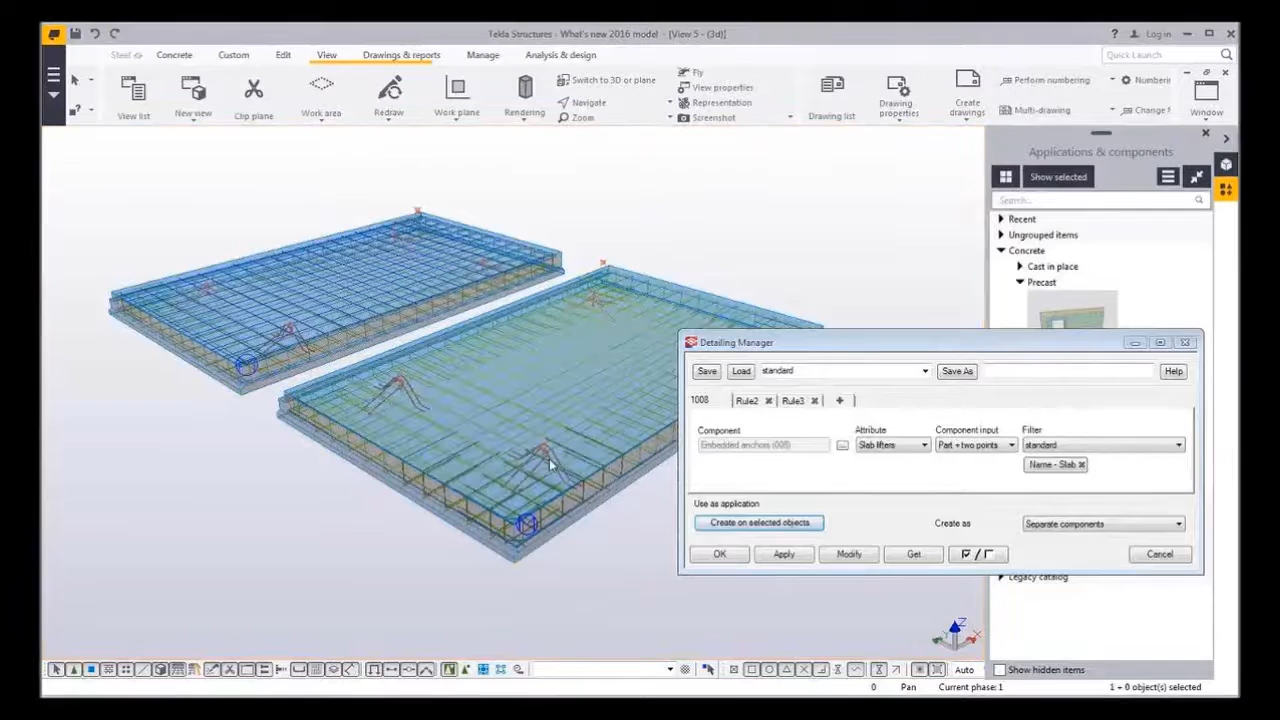 Tekla Structures - What's new 2016 model - [View 5 - (3d)]
? Log in
Steel Concrete Custom Edit View Drawings & reports Manage Analysis & design
Quick Launch
View list
New view
Clip plane
Work area
Redraw
Work plane
Rendering
Switch to 3D or plane
Navigate
Zoom
Fly
View properties
Representation
Screenshot
Drawing list
Drawing properties
Create drawings
Perform numbering
Multi-drawing
Change
Window
Applications & components
Show selected
Search...
Recent
Ungrouped items
Concrete
Cast in place
Precast
Detailing Manager
Save Load standard Save As Help
1008 Rule2 Rule3 +
Component Attribute Component input Filter
Embedded anchors (008) ... Slab lifters Part + two points standard
Name - Slab
Use as application
Create on selected objects Create as Separate components
OK Apply Modify Get / Cancel
Legacy catalog
Z
Auto
Show hidden items
0 Pan Current phase: 1 1 + 0 object(s) selected